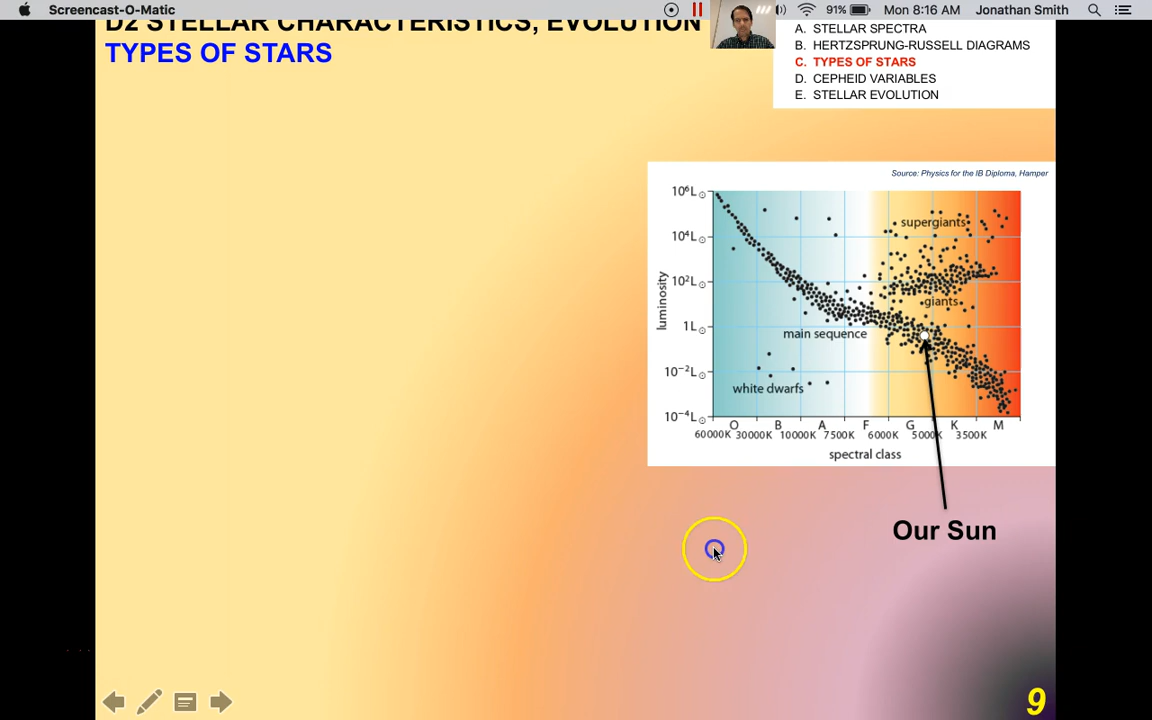 Screencast-O-Matic
91%
Mon 8:16 AM
Jonathan Smith
D2 STELLAR CHARACTERISTICS, EVOLUTION
TYPES OF STARS
A. STELLAR SPECTRA
B. HERTZSPRUNG-RUSSELL DIAGRAMS
C. TYPES OF STARS
D. CEPHEID VARIABLES
E. STELLAR EVOLUTION
Source: Physics for the IB Diploma, Hamper
10⁶L☉
10⁴L☉
10²L☉
1L☉
10⁻²L☉
10⁻⁴L☉
luminosity
supergiants
giants
main sequence
white dwarfs
O B A F G K M
60000K 30000K 10000K 7500K 6000K 5000K 3500K
spectral class
Our Sun
9